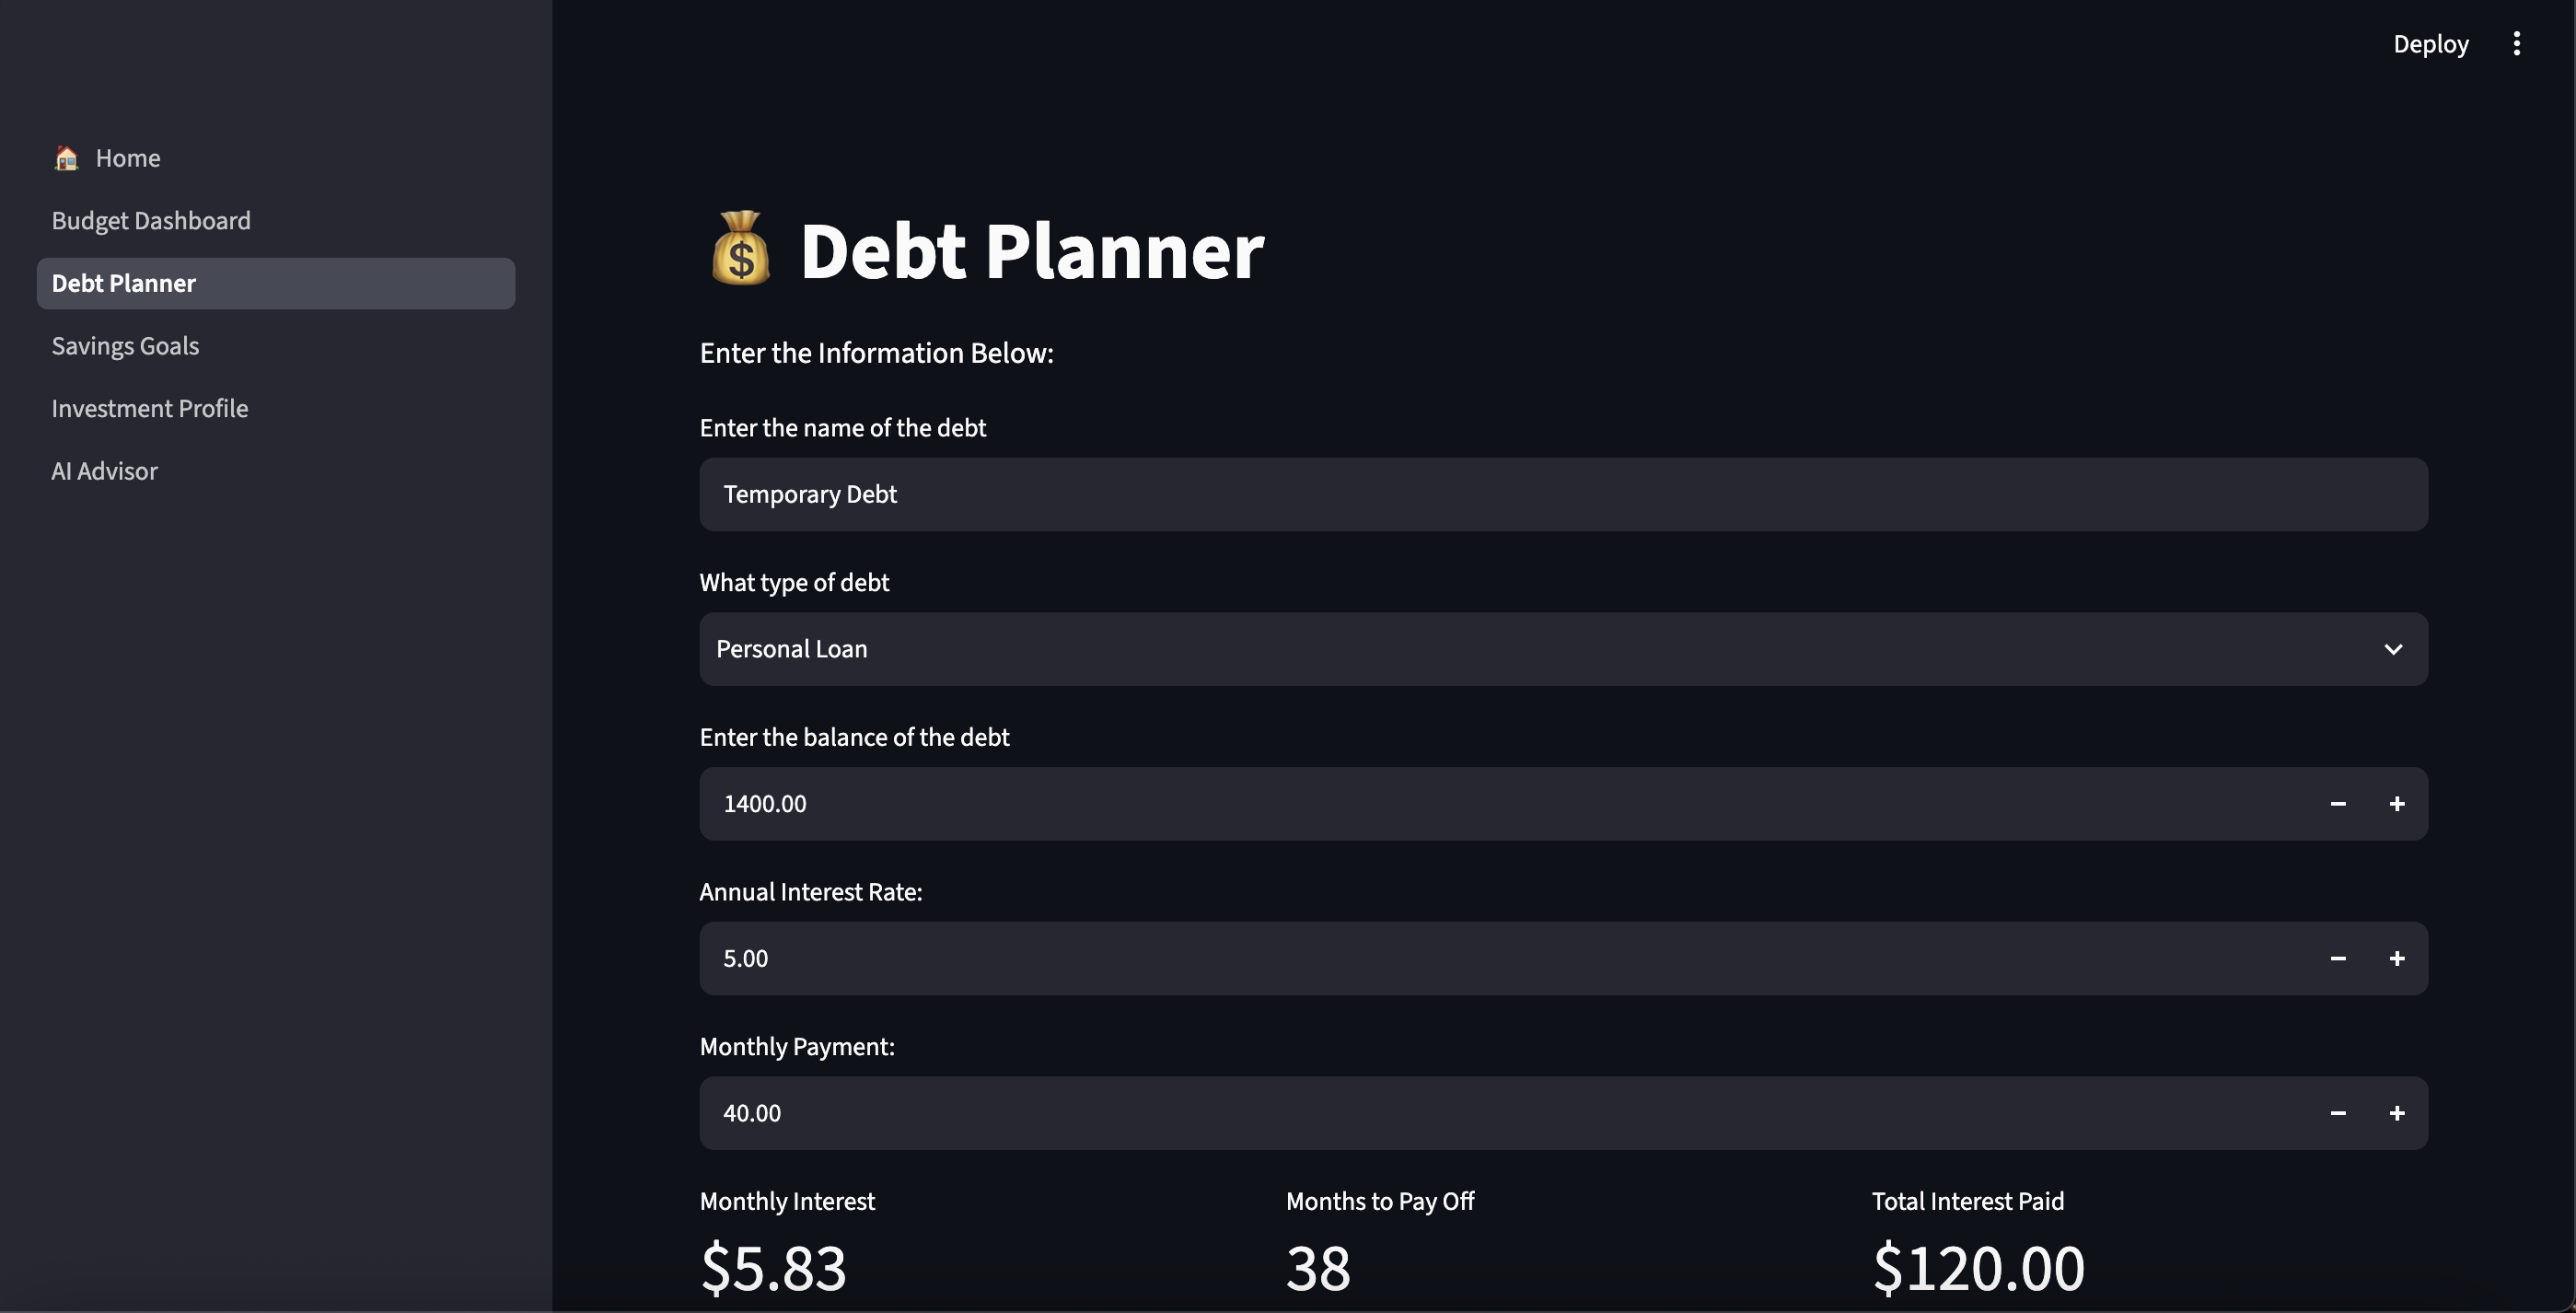 Deploy
Home
Budget Dashboard
Debt Planner
Savings Goals
Investment Profile
AI Advisor
Debt Planner
Enter the Information Below:
Enter the name of the debt
Temporary Debt
What type of debt
Personal Loan
Enter the balance of the debt
1400.00
Annual Interest Rate:
5.00
Monthly Payment:
40.00
Monthly Interest Months to Pay Off Total Interest Paid
$5.83 38 $120.00